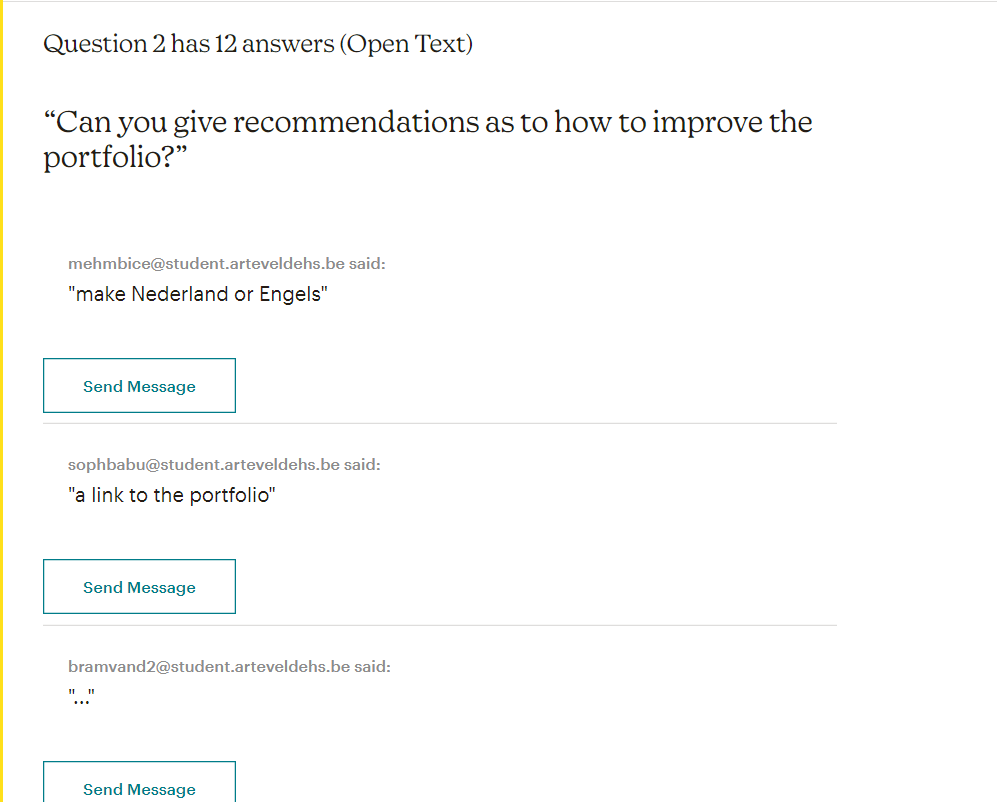 Question 2 has 12 answers (Open Text)
“Can you give recommendations as to how to improve the
portfolio?”
mehmbice@student.arteveldehs.be said:
"make Nederland or Engels"
Send Message
sophbabu@student.arteveldehs.be said:
"a link to the portfolio"
Send Message
bramvand2@student.arteveldehs.be said:
"..."
Send Message